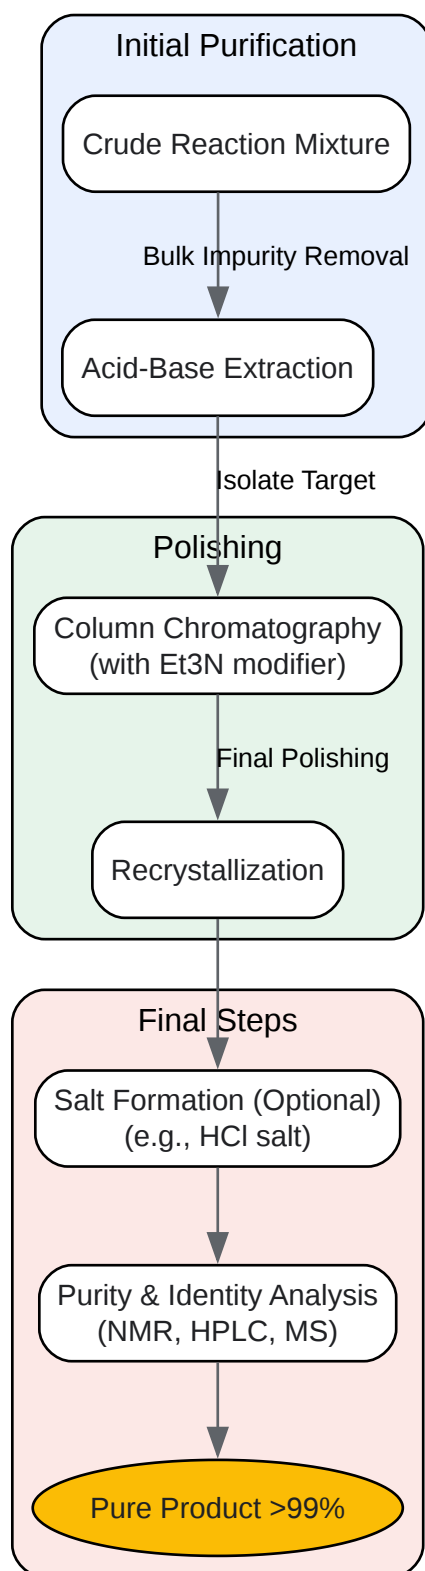 Initial Purification
Crude Reaction Mixture
Bulk Impurity Removal
Acid-Base Extraction
Isolate Target
Polishing
Column Chromatography
(with Et3N modifier)
Final Polishing
Recrystallization
Final Steps
Salt Formation (Optional)
(e.g., HCl salt)
Purity & Identity Analysis
(NMR, HPLC, MS)
Pure Product >99%